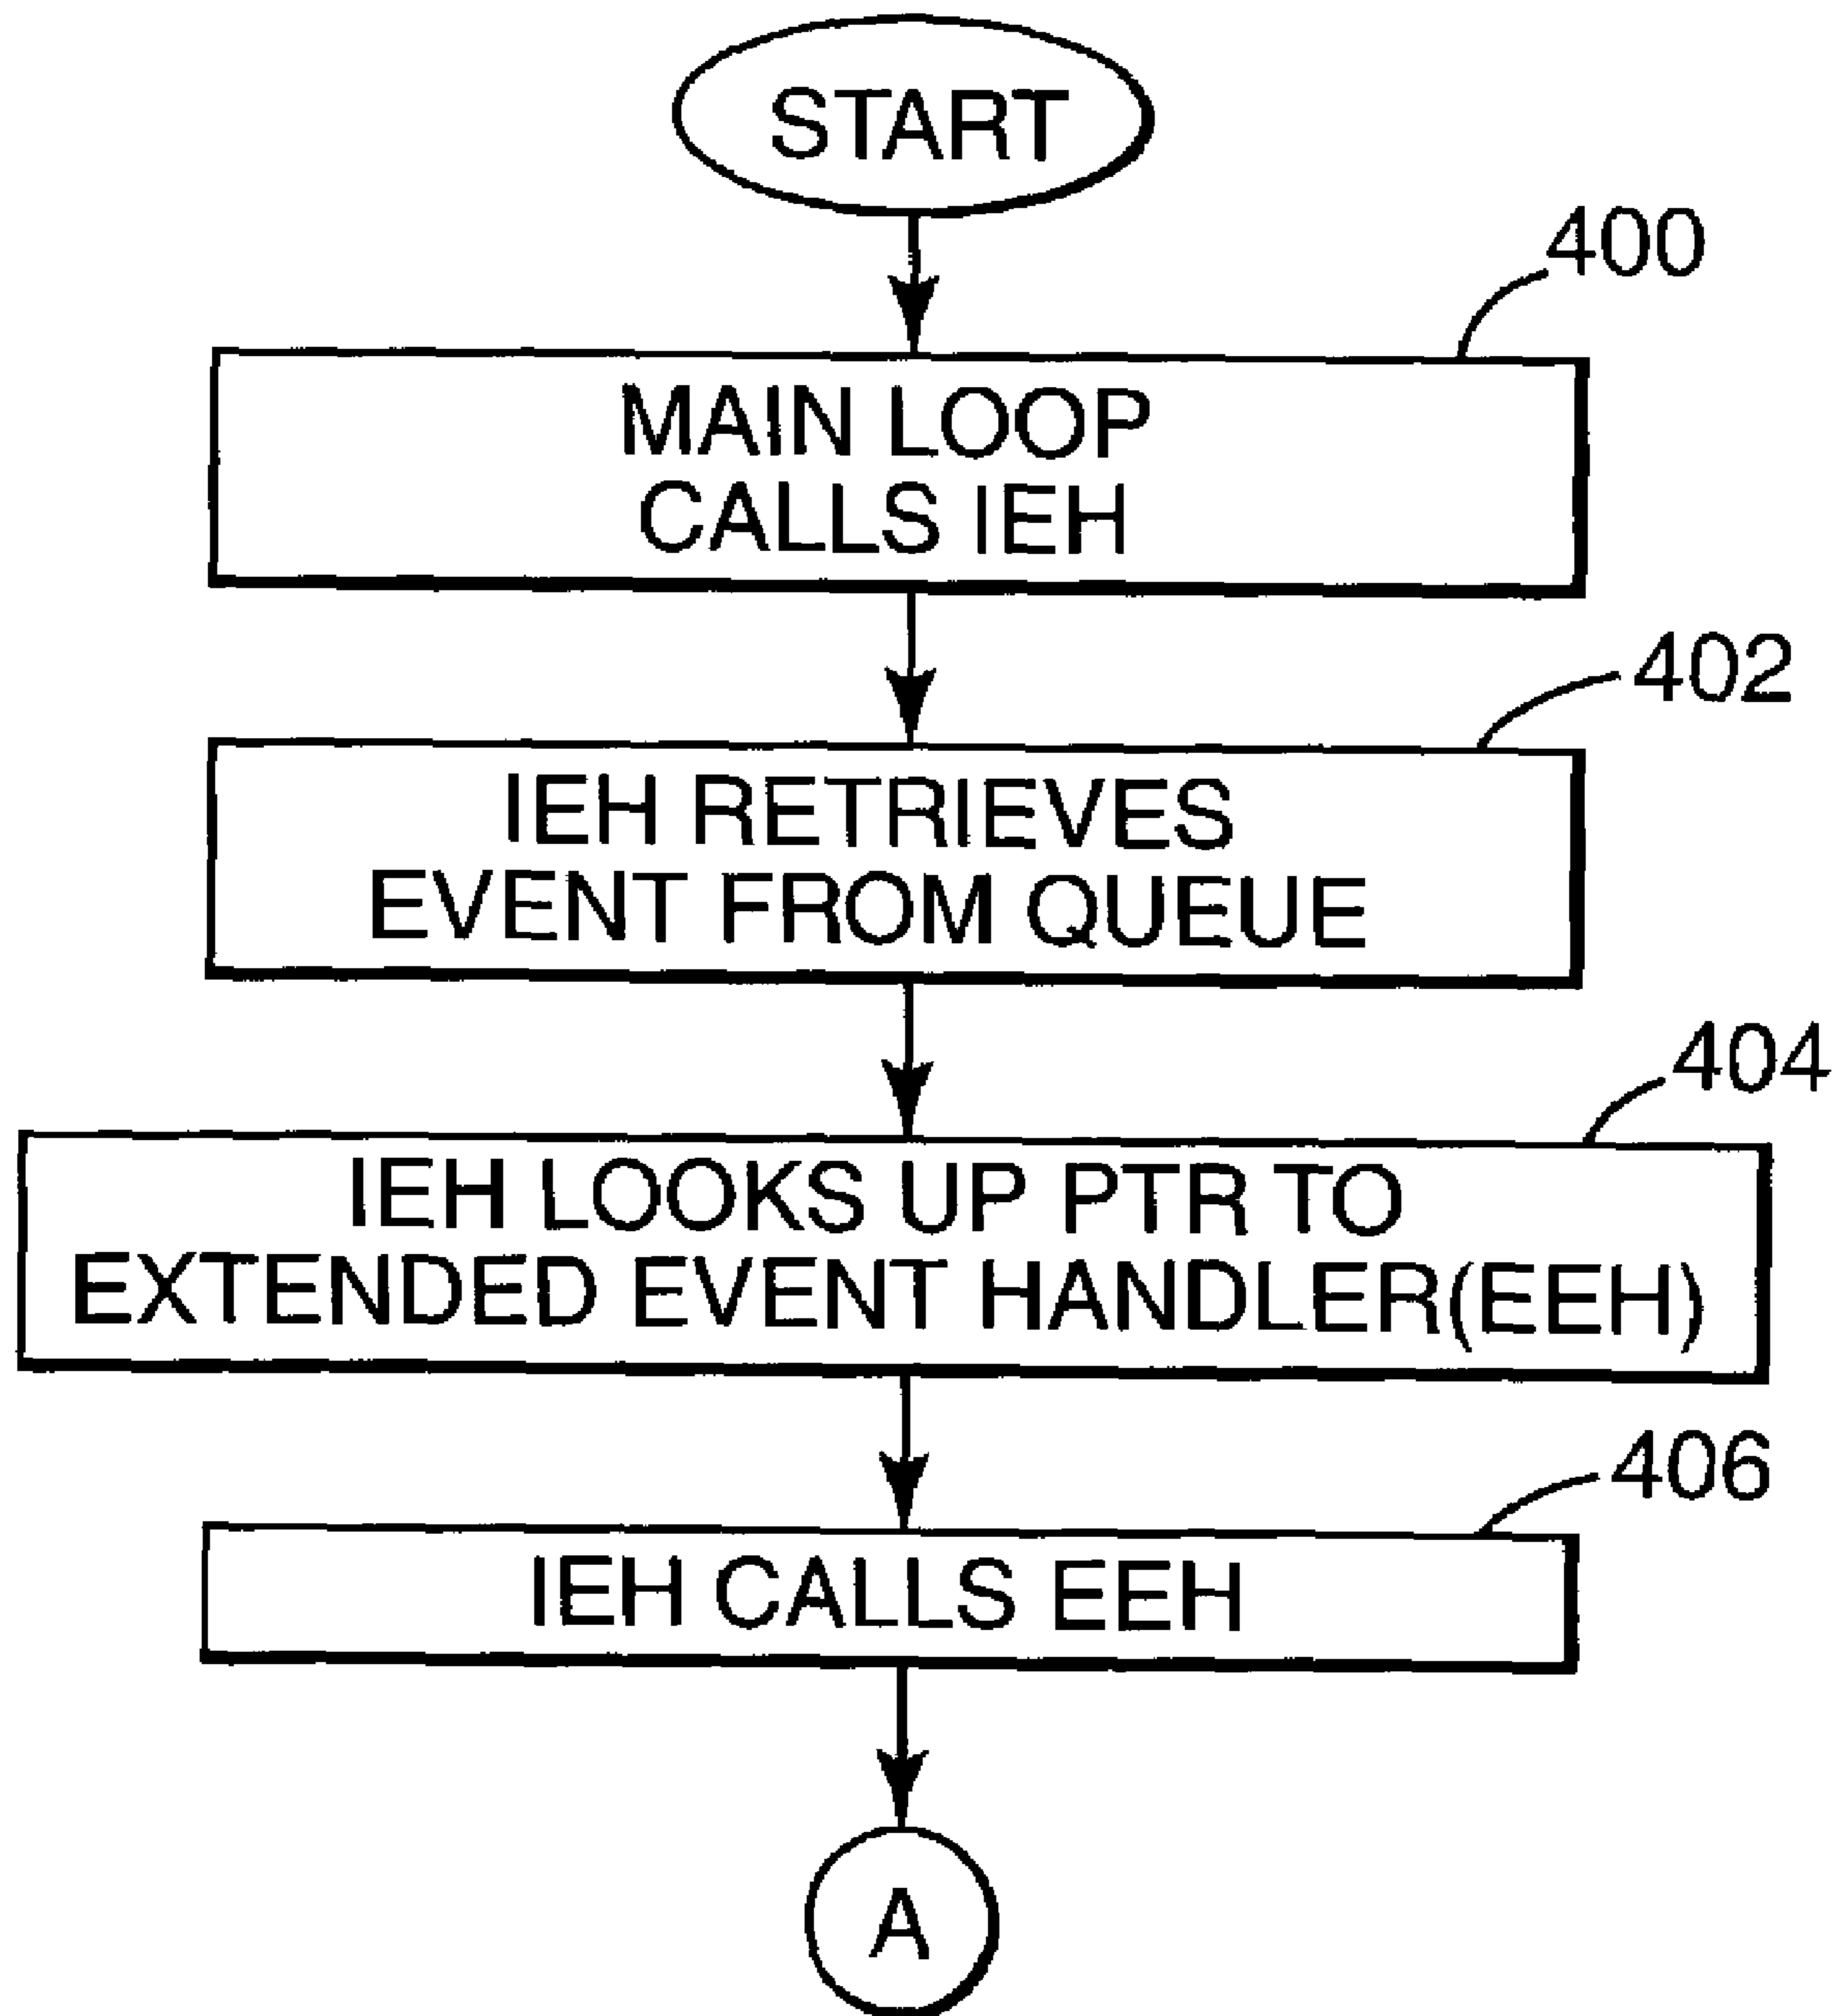 START
400
MAIN LOOP
CALLS IEH
402
IEH RETRIEVES
EVENT FROM QUEUE
404
IEH LOOKS UP PTR TO
EXTENDED EVENT HANDLER(EEH)
406
IEH CALLS EEH
A